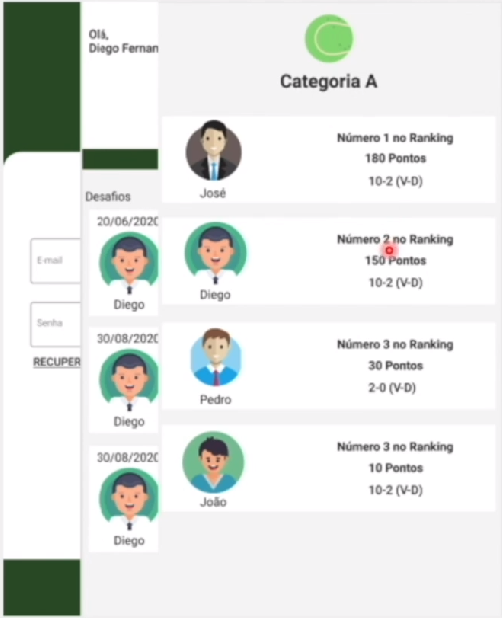 E-mail
Senha
RECUPER
Olá,
Diego Fernan
Desafios
20/06/2020
Diego
30/08/2020
Diego
30/08/2020
Diego
Categoria A
Número 1 no Ranking
180 Pontos
10-2 (V-D)
José
Número 2 no Ranking
150 Pontos
10-2 (V-D)
Diego
Número 3 no Ranking
30 Pontos
2-0 (V-D)
Pedro
Número 3 no Ranking
10 Pontos
10-2 (V-D)
João